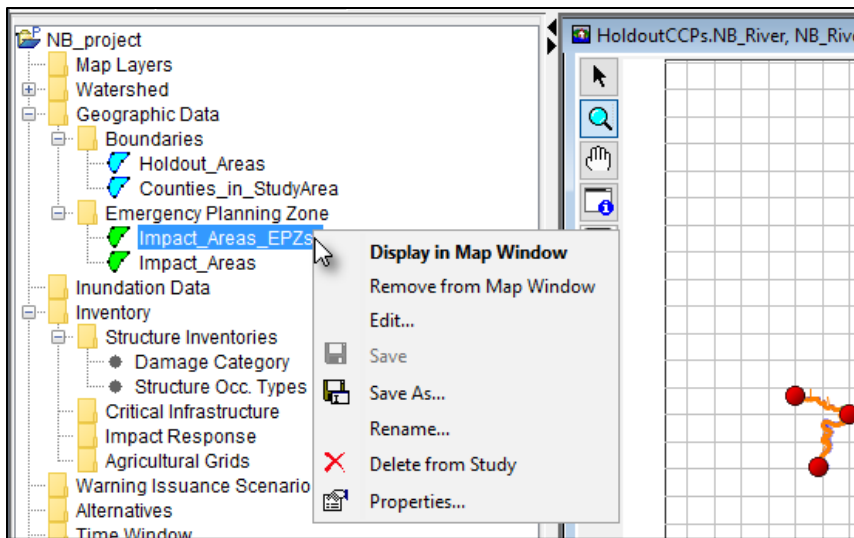 NB_project
HoldoutCCPs.NB_River, NB_Rive
Map Layers
Watershed
Geographic Data
Boundaries
Holdout_Areas
Counties_in_StudyArea
Emergency Planning Zone
Impact_Areas_EPZs
Impact_Areas
Inundation Data
Inventory
Structure Inventories
Damage Category
Structure Occ. Types
Critical Infrastructure
Impact Response
Agricultural Grids
Warning Issuance Scenario
Alternatives
Time Window
Display in Map Window
Remove from Map Window
Edit...
Save
Save As...
Rename...
Delete from Study
Properties...